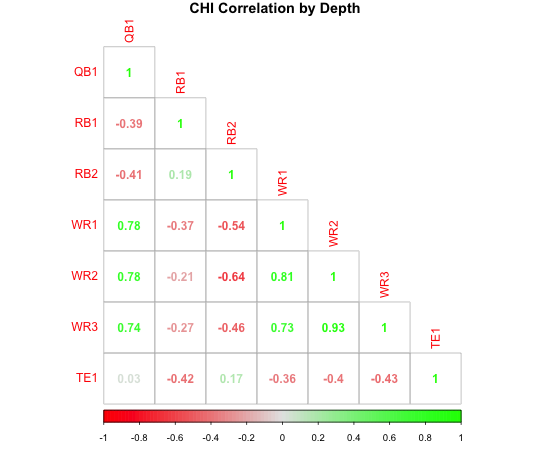 CHI Correlation by Depth
QB1
QB1 1 RB1
RB1 -0.39 1 RB2
RB2 -0.41 0.19 1 WR1
WR1 0.78 -0.37 -0.54 1 WR2
WR2 0.78 -0.21 -0.64 0.81 1 WR3
WR3 0.74 -0.27 -0.46 0.73 0.93 1 TE1
TE1 0.03 -0.42 0.17 -0.36 -0.4 -0.43 1
-1 -0.8 -0.6 -0.4 -0.2 0 0.2 0.4 0.6 0.8 1